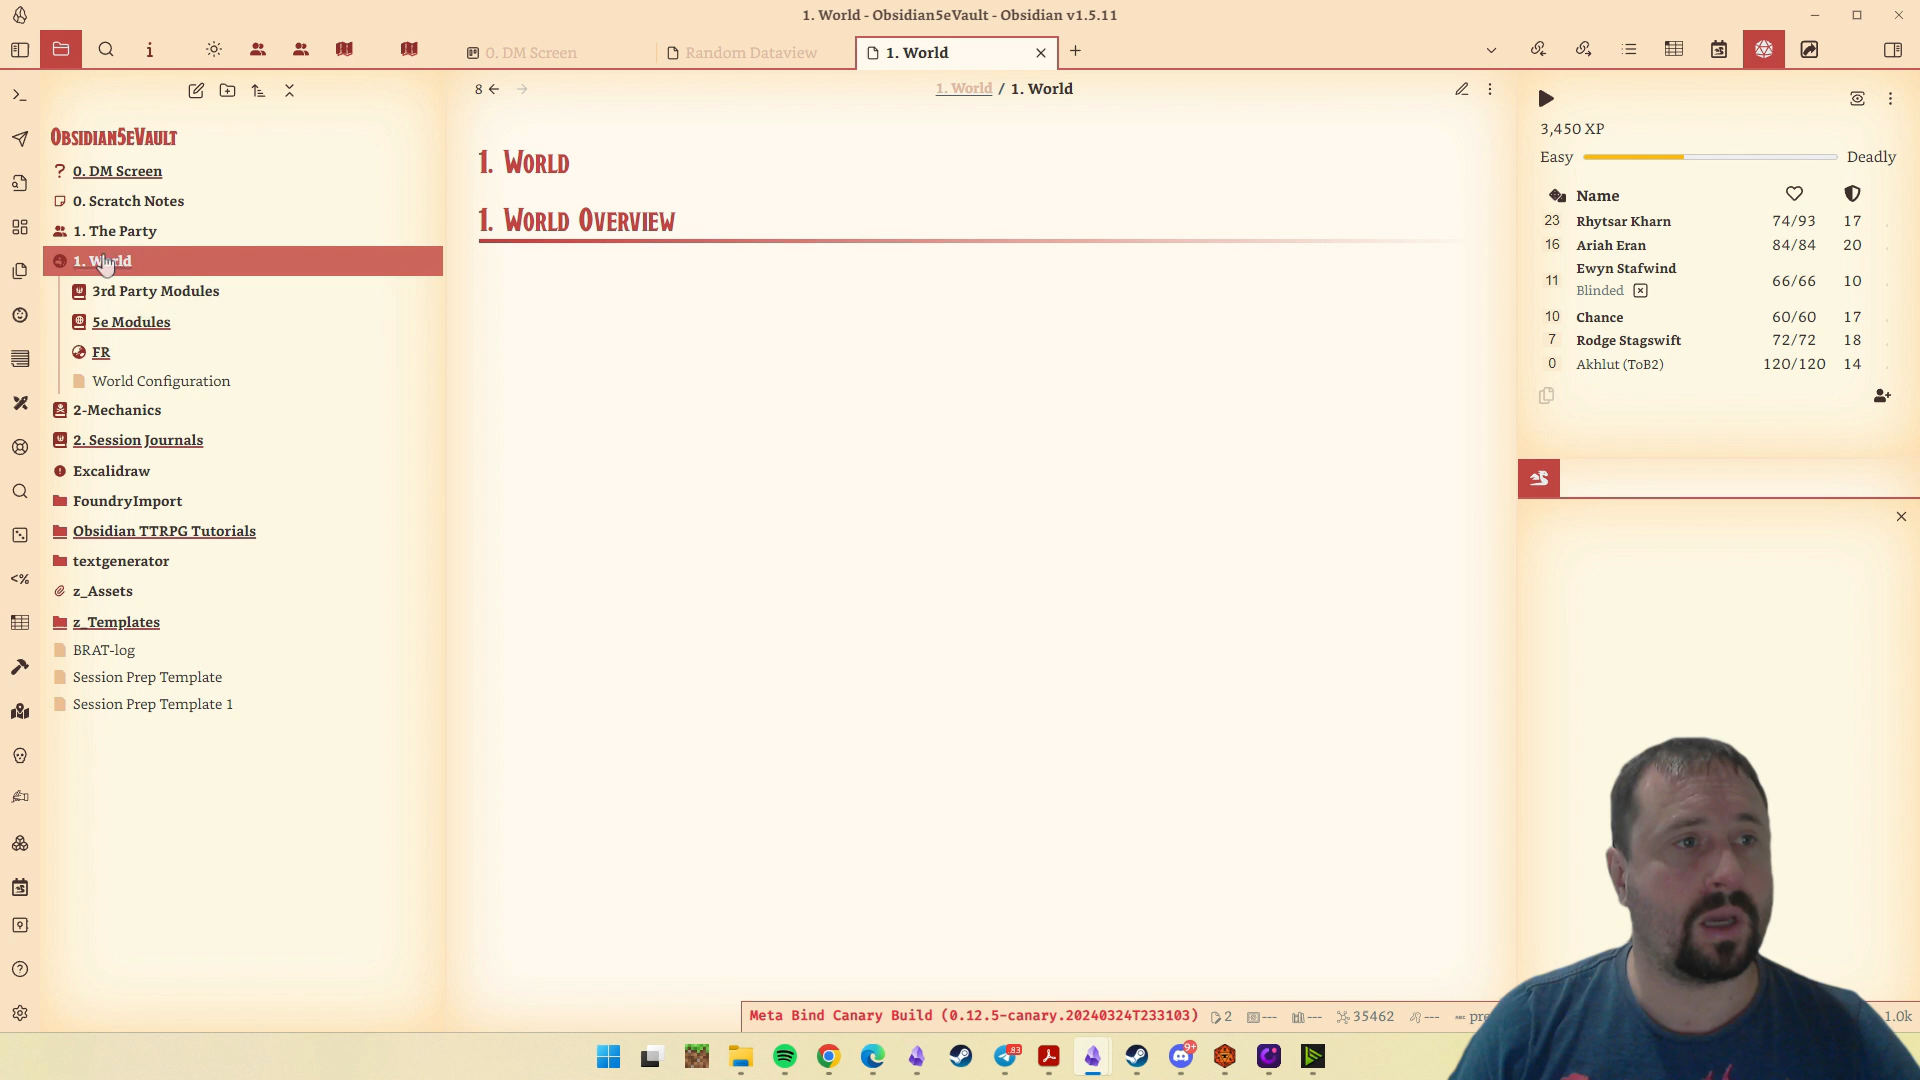 1. World - Obsidian5eVault - Obsidian v1.5.11
0. DM Screen
Random Dataview
1. World
8
1. World / 1. World
Obsidian5eVault
0. DM Screen
0. Scratch Notes
1. The Party
1. World
3rd Party Modules
5e Modules
FR
World Configuration
2-Mechanics
2. Session Journals
Excalidraw
FoundryImport
Obsidian TTRPG Tutorials
textgenerator
z_Assets
z_Templates
BRAT-log
Session Prep Template
Session Prep Template 1
<%
1. World
1. World Overview
3,450 XP
Easy Deadly
Name
23 Rhytsar Kharn 74/93 17
16 Ariah Eran 84/84 20
11 Ewyn Stafwind 66/66 10
Blinded
10 Chance 60/60 17
7 Rodge Stagswift 72/72 18
0 Akhlut (ToB2) 120/120 14
Meta Bind Canary Build (0.12.5-canary.20240324T233103) 2 --- --- 35462 --- pre
1.0k
83
9+